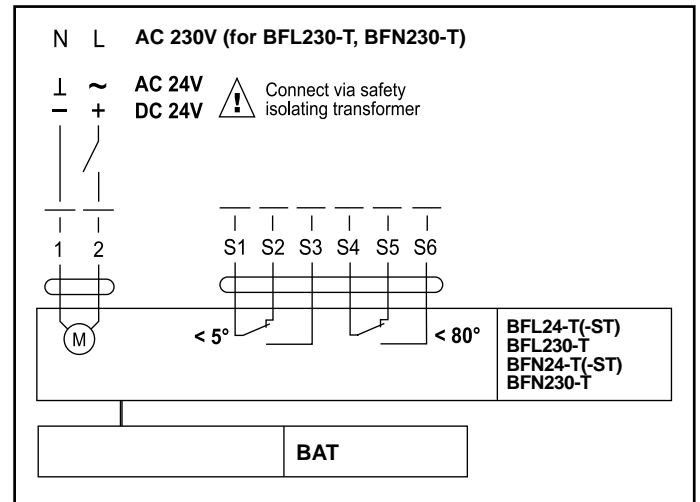 N L AC 230V (for BFL230-T, BFN230-T)
⊥ ~ AC 24V
− + DC 24V
! Connect via safety
isolating transformer
1 2 S1 S2 S3 S4 S5 S6
M < 5° < 80°
BFL24-T(-ST)
BFL230-T
BFN24-T(-ST)
BFN230-T
BAT